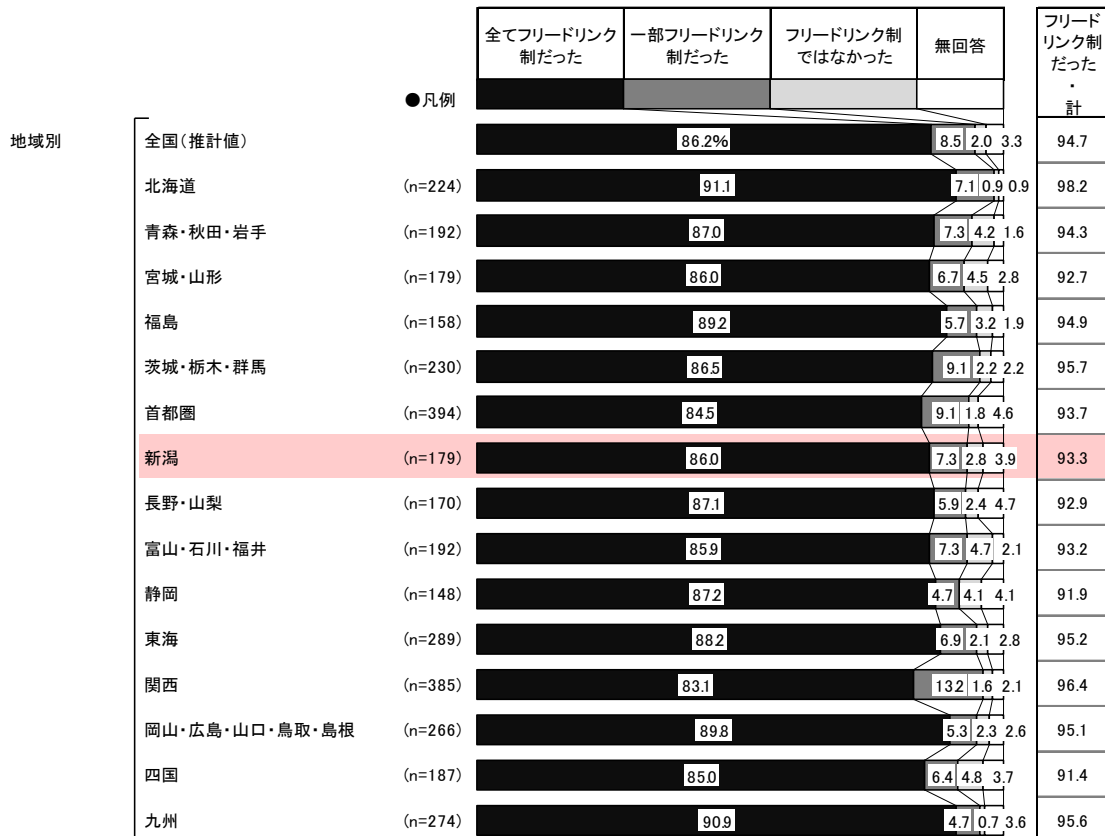 全てフリードリンク制だった 一部フリードリンク制だった フリードリンク制ではなかった 無回答 フリードリンク制だった・計
●凡例
地域別 全国(推計値) 86.2% 8.5 2.0 3.3 94.7
北海道 (n=224) 91.1 7.1 0.9 0.9 98.2
青森・秋田・岩手 (n=192) 87.0 7.3 4.2 1.6 94.3
宮城・山形 (n=179) 86.0 6.7 4.5 2.8 92.7
福島 (n=158) 89.2 5.7 3.2 1.9 94.9
茨城・栃木・群馬 (n=230) 86.5 9.1 2.2 2.2 95.7
首都圏 (n=394) 84.5 9.1 1.8 4.6 93.7
新潟 (n=179) 86.0 7.3 2.8 3.9 93.3
長野・山梨 (n=170) 87.1 5.9 2.4 4.7 92.9
富山・石川・福井 (n=192) 85.9 7.3 4.7 2.1 93.2
静岡 (n=148) 87.2 4.7 4.1 4.1 91.9
東海 (n=289) 88.2 6.9 2.1 2.8 95.2
関西 (n=385) 83.1 13.2 1.6 2.1 96.4
岡山・広島・山口・鳥取・島根 (n=266) 89.8 5.3 2.3 2.6 95.1
四国 (n=187) 85.0 6.4 4.8 3.7 91.4
九州 (n=274) 90.9 4.7 0.7 3.6 95.6